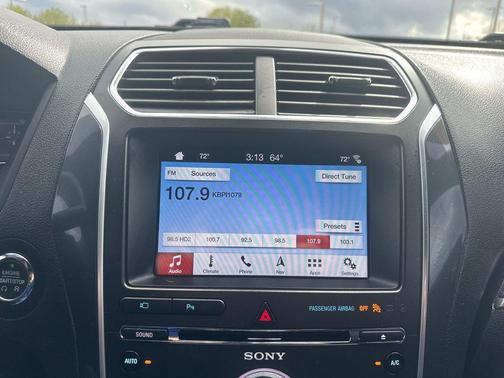 72° 3:13 64° 72°
FM Sources Direct Tune
107.9 KBPI1079
Presets
98.5 HD2 100.7 92.5 98.5 107.9 103.1
Audio Climate Phone Nav Apps Settings
ENGINE
START/STOP
P
PASSENGER AIRBAG OFF
SOUND
AUTO SONY A/C